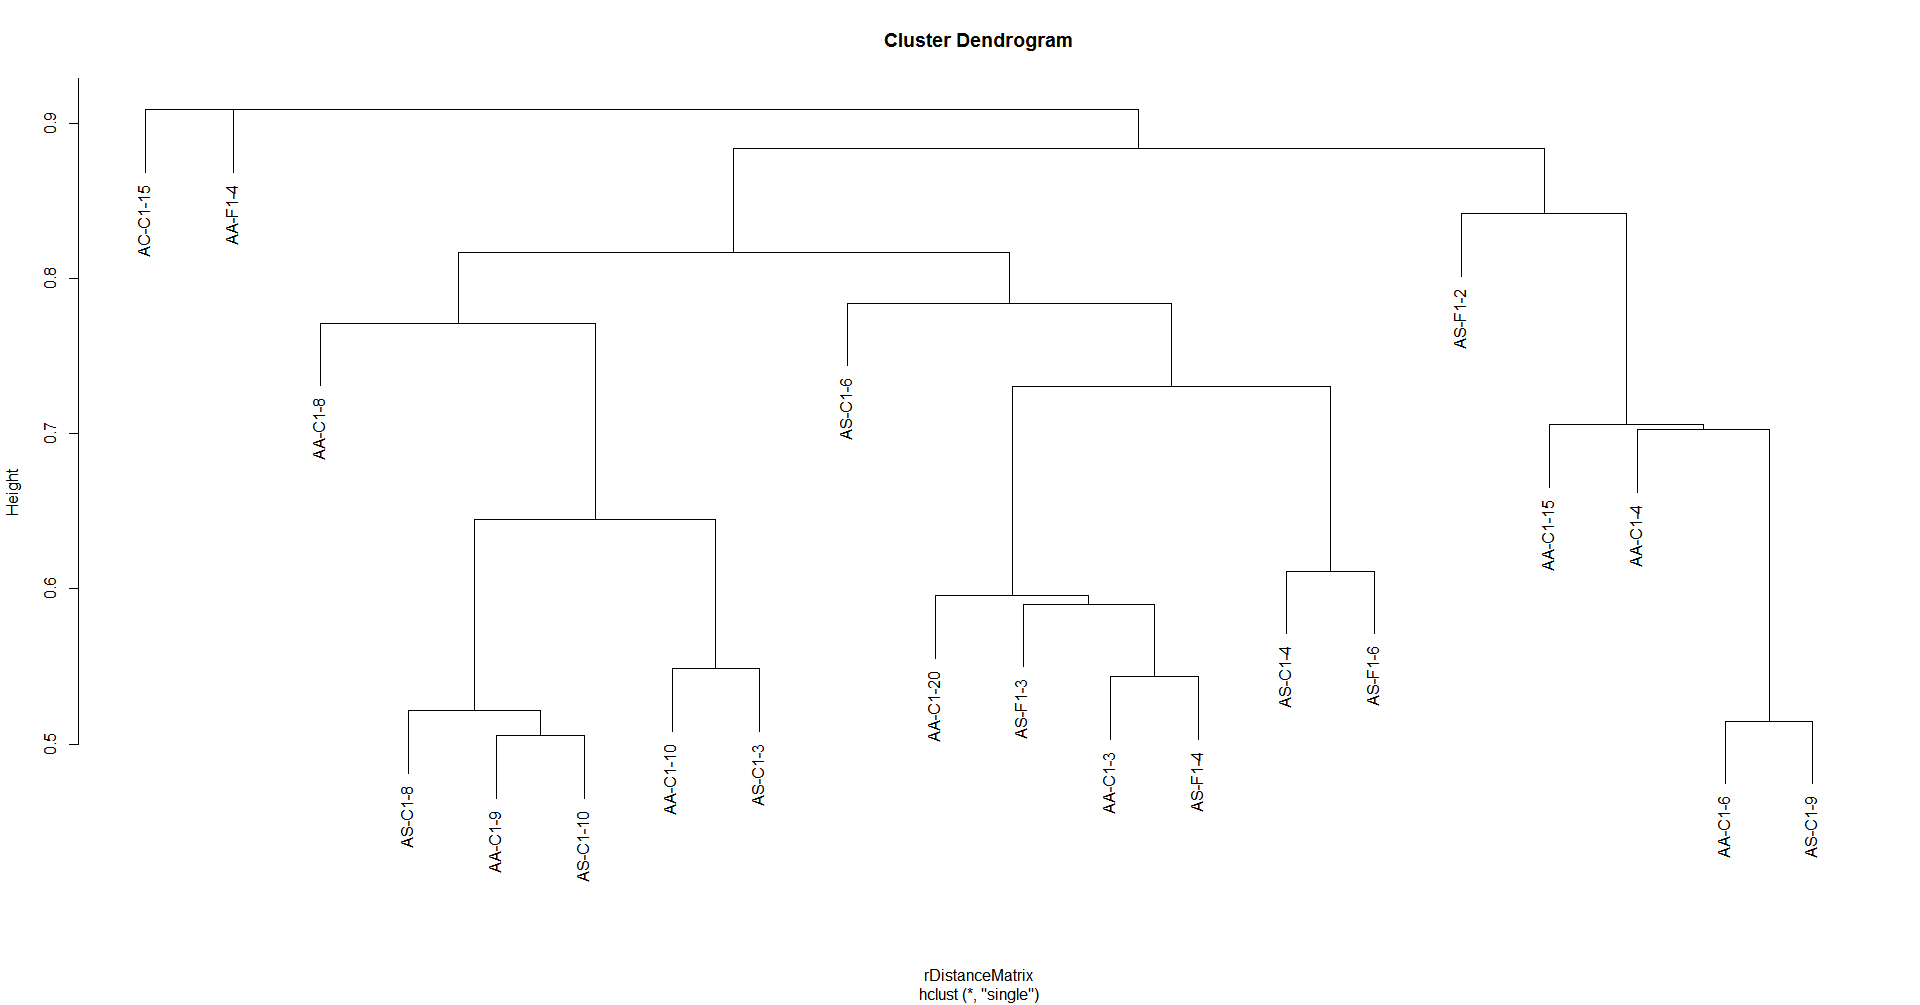 Cluster Dendrogram
Height
0.9
0.8
0.7
0.6
0.5
AC-C1-15
AA-F1-4
AA-C1-8
AS-C1-8
AA-C1-9
AS-C1-10
AA-C1-10
AS-C1-3
AS-C1-6
AA-C1-20
AS-F1-3
AA-C1-3
AS-F1-4
AS-C1-4
AS-F1-6
AS-F1-2
AA-C1-15
AA-C1-4
AA-C1-6
AS-C1-9
rDistanceMatrix
hclust (*, "single")